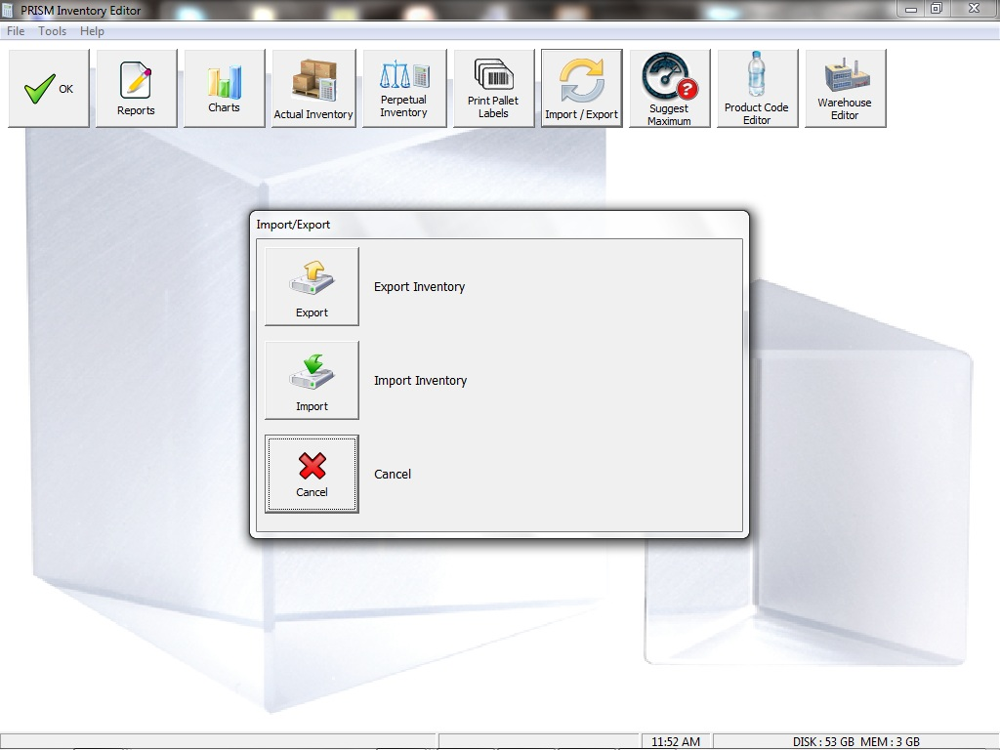 PRISM Inventory Editor
File Tools Help
OK
Reports
Charts
Actual Inventory
Perpetual
Inventory
Print Pallet
Labels
Import / Export
?
Suggest
Maximum
Product Code
Editor
Warehouse
Editor
Import/Export
Export
Export Inventory
Import
Import Inventory
Cancel
Cancel
11:52 AM
DISK : 53 GB MEM : 3 GB